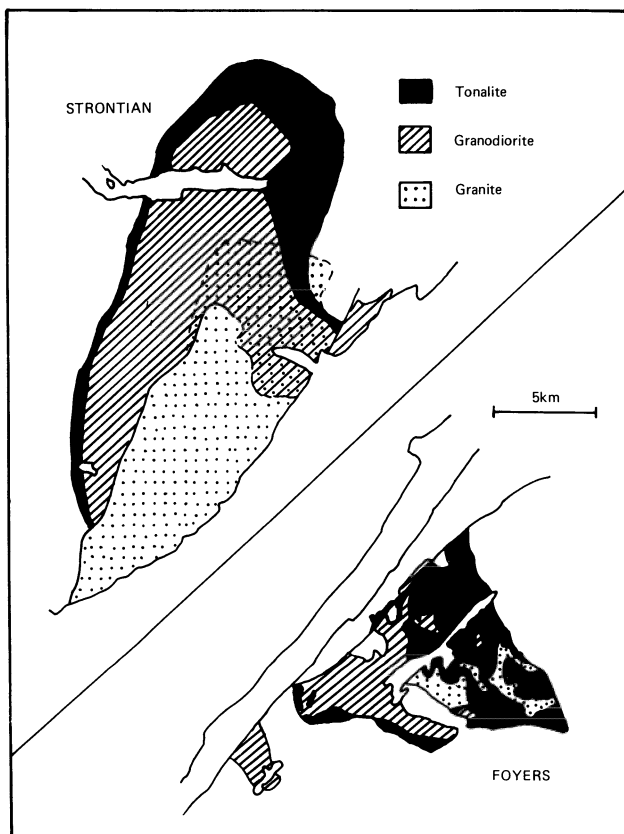 STRONTIAN
Tonalite
Granodiorite
Granite
5km
FOYERS